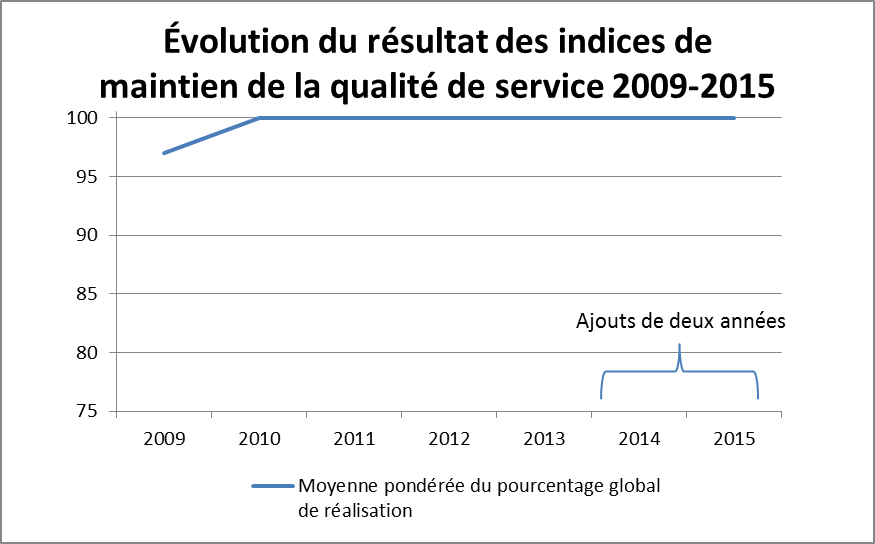 Évolution du résultat des indices de
maintien de la qualité de service 2009-2015
100
95
90
85
Ajouts de deux années
80
75
2009 2010 2011 2012 2013 2014 2015
Moyenne pondérée du pourcentage global
de réalisation